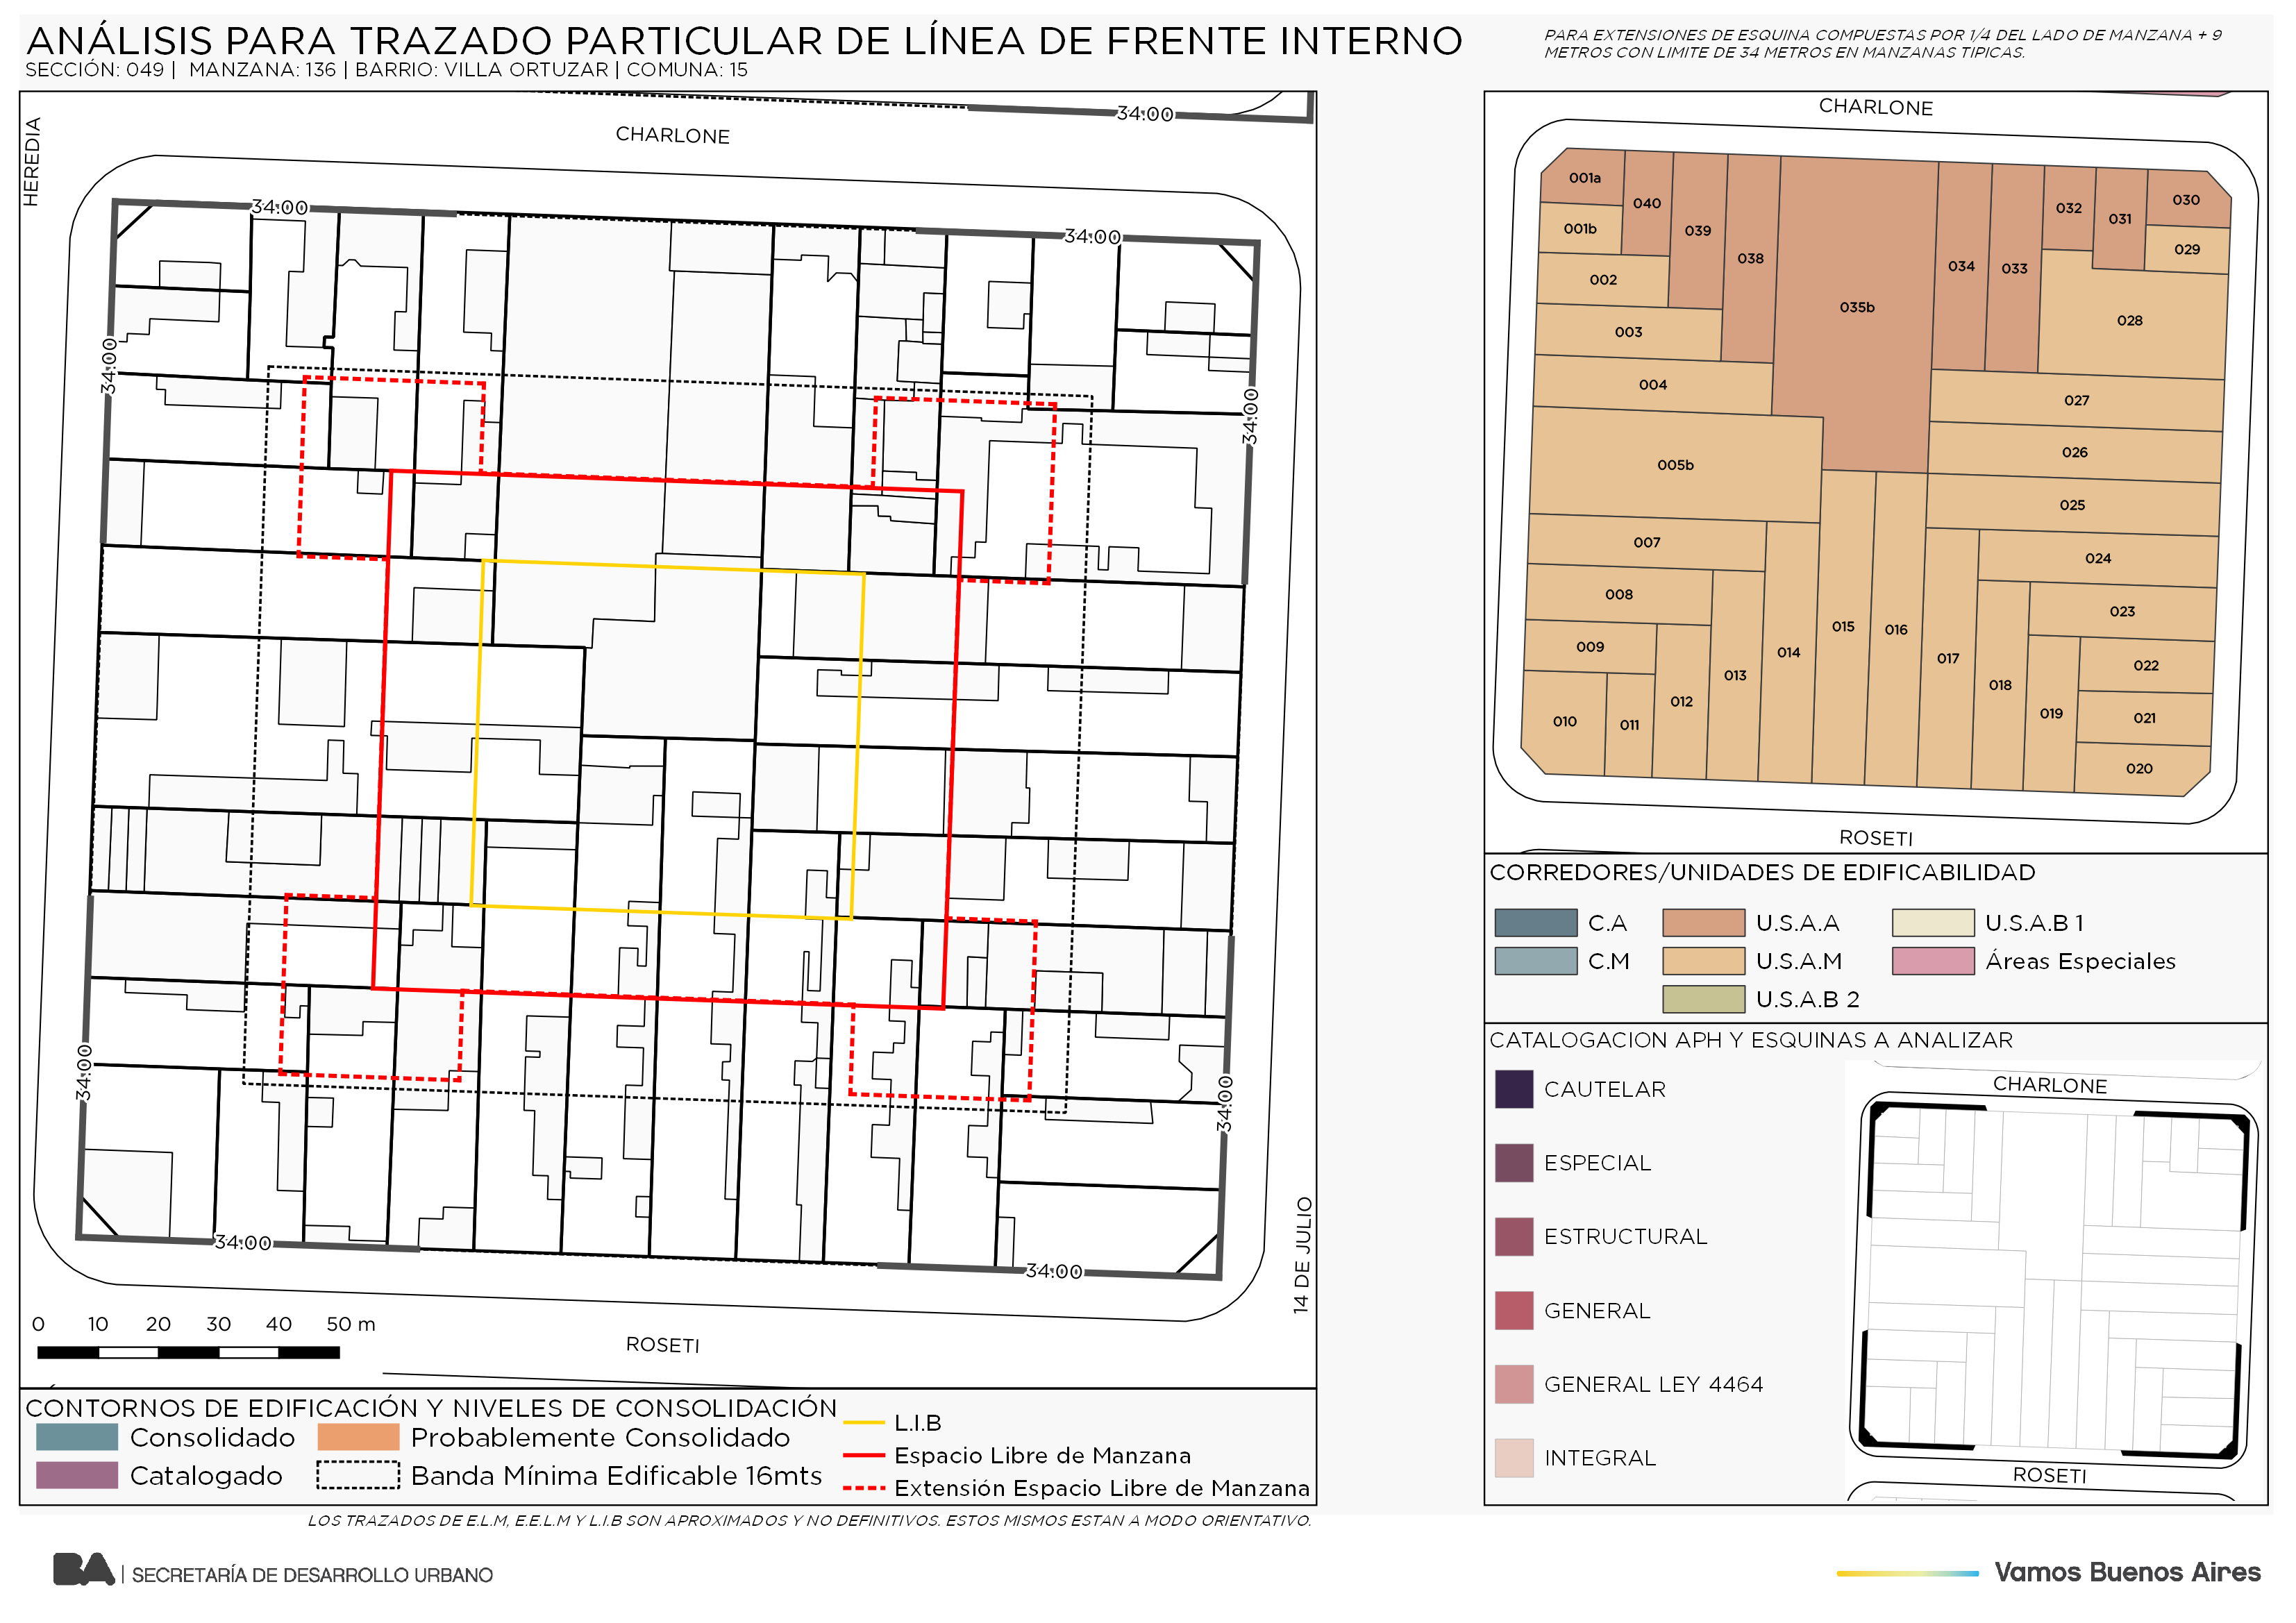 ANÁLISIS PARA TRAZADO PARTICULAR DE LÍNEA DE FRENTE INTERNO
SECCIÓN: 049 | MANZANA: 136 | BARRIO: VILLA ORTUZAR | COMUNA: 15
PARA EXTENSIONES DE ESQUINA COMPUESTAS POR 1/4 DEL LADO DE MANZANA + 9
METROS CON LIMITE DE 34 METROS EN MANZANAS TIPICAS.
HEREDIA
CHARLONE
34:00
34:00
34:00
34:00
34:00
34:00
34:00
34:00
34:00
14 DE JULIO
ROSETI
0 10 20 30 40 50 m
CONTORNOS DE EDIFICACIÓN Y NIVELES DE CONSOLIDACIÓN
Consolidado
Probablemente Consolidado
Catalogado
Banda Mínima Edificable 16mts
L.I.B
Espacio Libre de Manzana
Extensión Espacio Libre de Manzana
LOS TRAZADOS DE E.L.M, E.E.L.M Y L.I.B SON APROXIMADOS Y NO DEFINITIVOS. ESTOS MISMOS ESTAN A MODO ORIENTATIVO.
CHARLONE
001a
040
039
038
035b
034
033
032
031
030
001b
029
002
028
003
004
027
005b
026
025
007
024
008
023
009
015
016
014
017
022
013
018
012
019
021
010
011
020
ROSETI
CORREDORES/UNIDADES DE EDIFICABILIDAD
C.A
U.S.A.A
U.S.A.B 1
C.M
U.S.A.M
Áreas Especiales
U.S.A.B 2
CATALOGACION APH Y ESQUINAS A ANALIZAR
CAUTELAR
ESPECIAL
ESTRUCTURAL
GENERAL
GENERAL LEY 4464
INTEGRAL
CHARLONE
ROSETI
BA | SECRETARÍA DE DESARROLLO URBANO
Vamos Buenos Aires